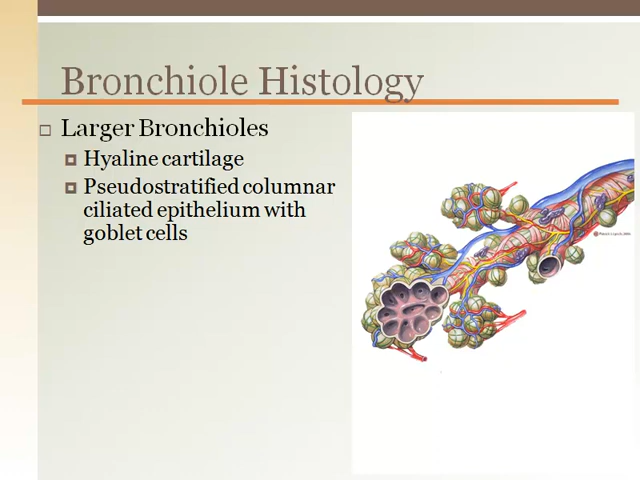 Bronchiole Histology
Larger Bronchioles
Hyaline cartilage
Pseudostratified columnar
ciliated epithelium with
goblet cells